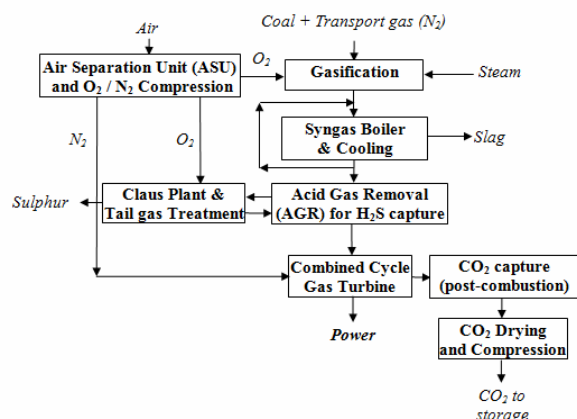 Air
Coal + Transport gas (N2)
O2
Air Separation Unit (ASU)
and O2 / N2 Compression
Gasification
Steam
N2
O2
Syngas Boiler
& Cooling
Slag
Sulphur
Claus Plant &
Tail gas Treatment
Acid Gas Removal
(AGR) for H2S capture
Combined Cycle
Gas Turbine
CO2 capture
(post-combustion)
Power
CO2 Drying
and Compression
CO2 to
storage